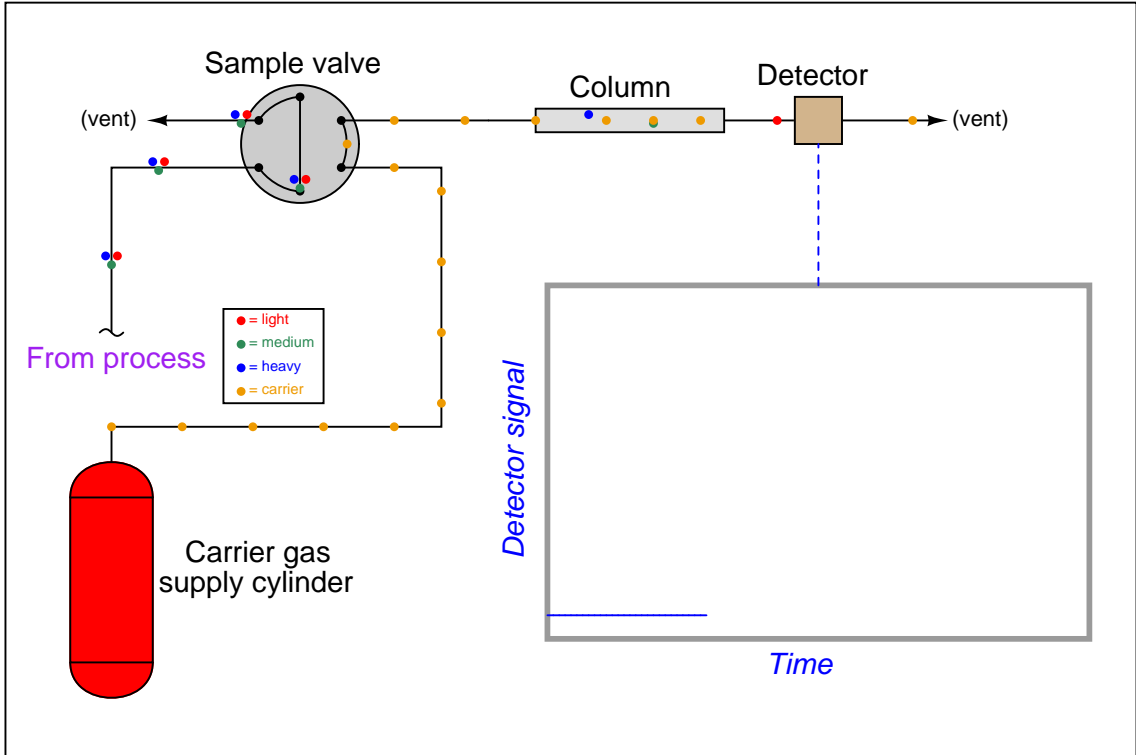 Sample valve
Column
Detector
(vent)
(vent)
= light
= medium
= heavy
= carrier
From process
Detector signal
Carrier gas
supply cylinder
Time